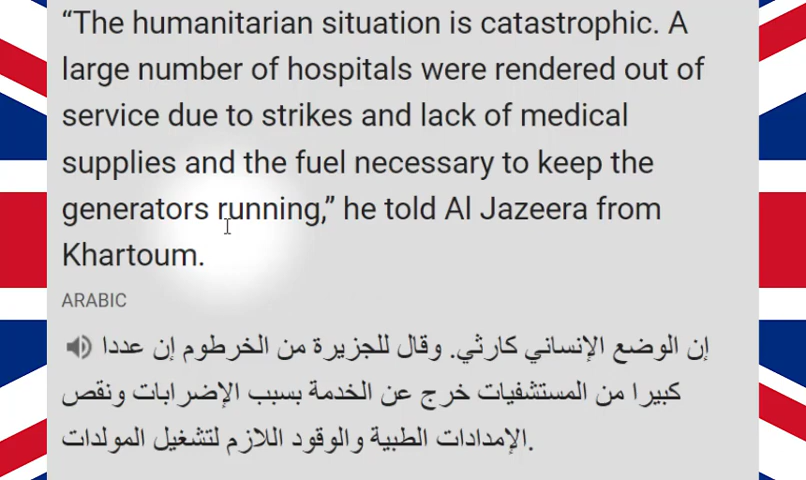 “The humanitarian situation is catastrophic. A
large number of hospitals were rendered out of
service due to strikes and lack of medical
supplies and the fuel necessary to keep the
generators running,” he told Al Jazeera from
Khartoum.
ARABIC
إن الوضع الإنساني كارثي. وقال للجزيرة من الخرطوم إن عددا
كبيرا من المستشفيات خرج عن الخدمة بسبب الإضرابات ونقص
الإمدادات الطبية والوقود اللازم لتشغيل المولدات.